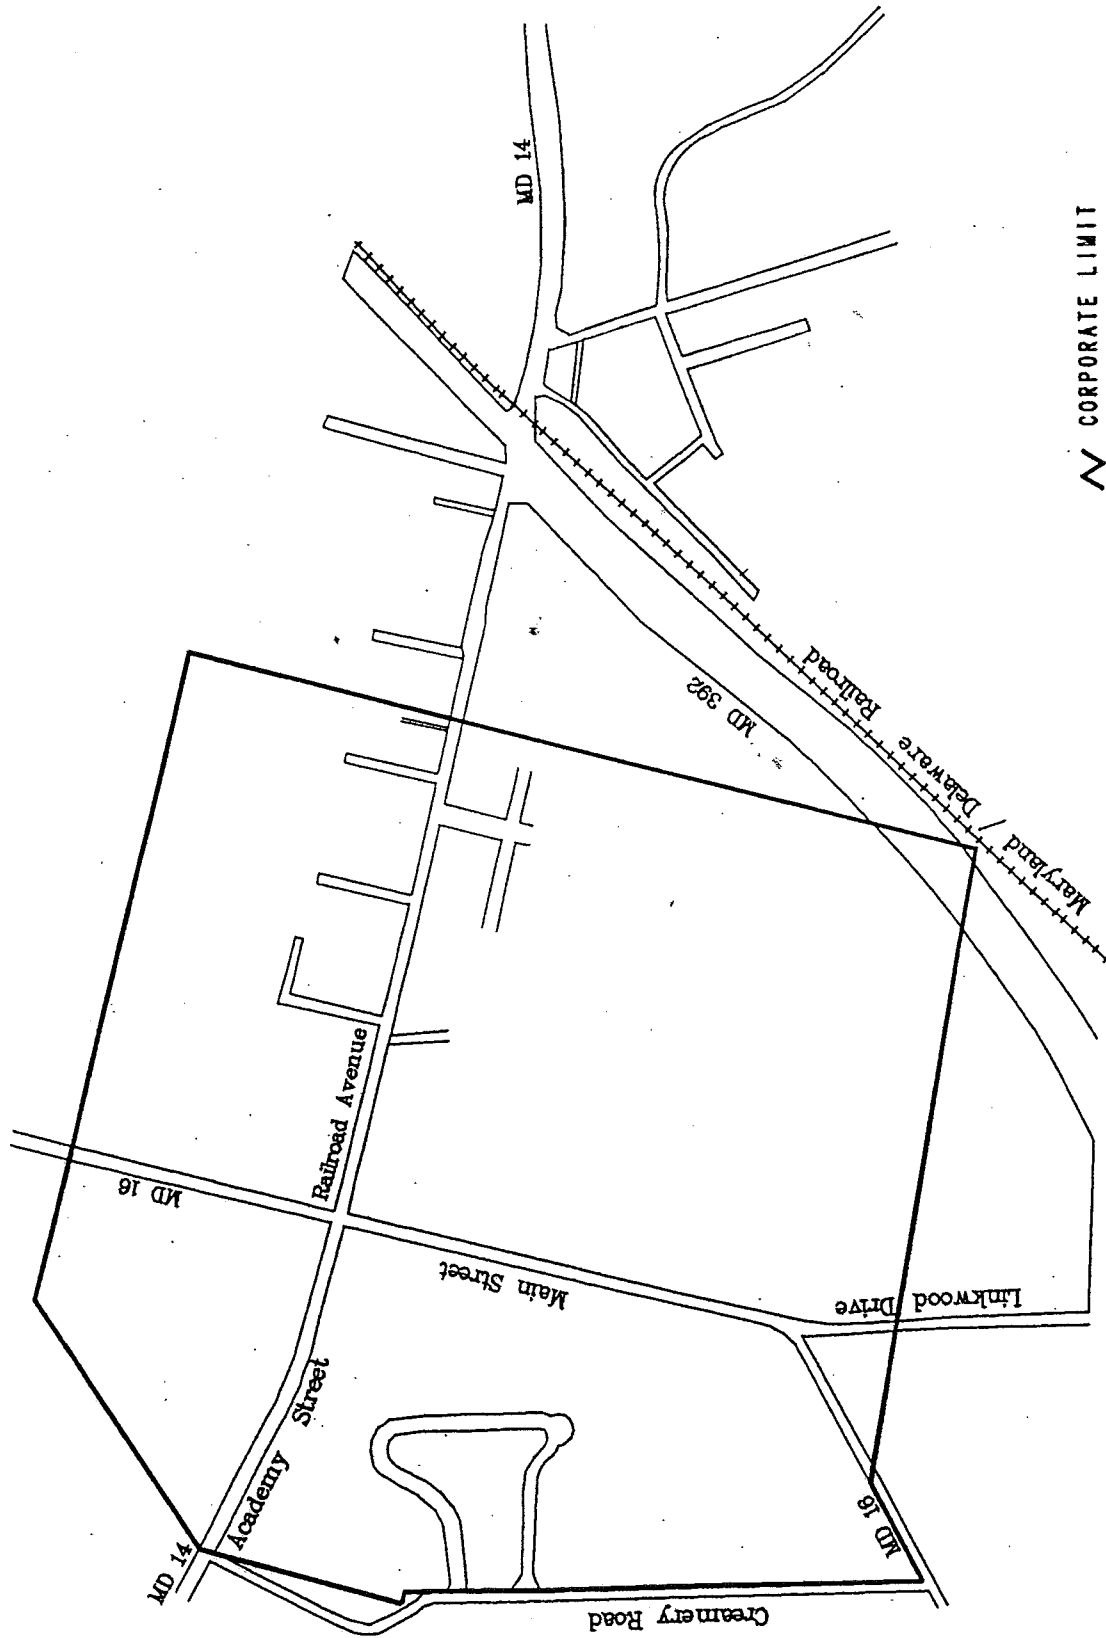 MD 14
CORPORATE LIMIT
MD 392
Maryland / Delaware Railroad
Railroad Avenue
MD 16
Main Street
Linkwood Drive
Academy Street
MD 14
MD 16
Creamery Road